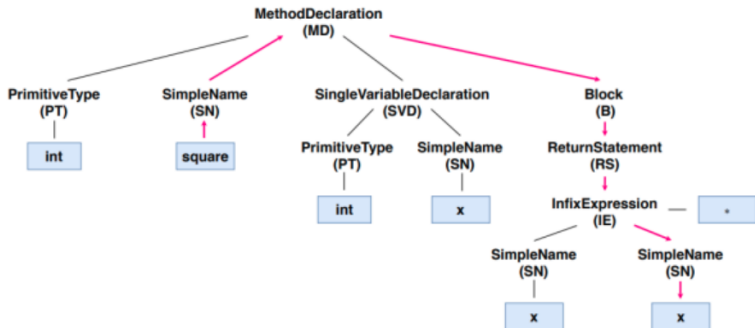 MethodDeclaration
(MD)
PrimitiveType
(PT)
SimpleName
(SN)
SingleVariableDeclaration
(SVD)
Block
(B)
int
square
PrimitiveType
(PT)
SimpleName
(SN)
ReturnStatement
(RS)
int
x
InfixExpression
(IE)
*
SimpleName
(SN)
SimpleName
(SN)
x
x